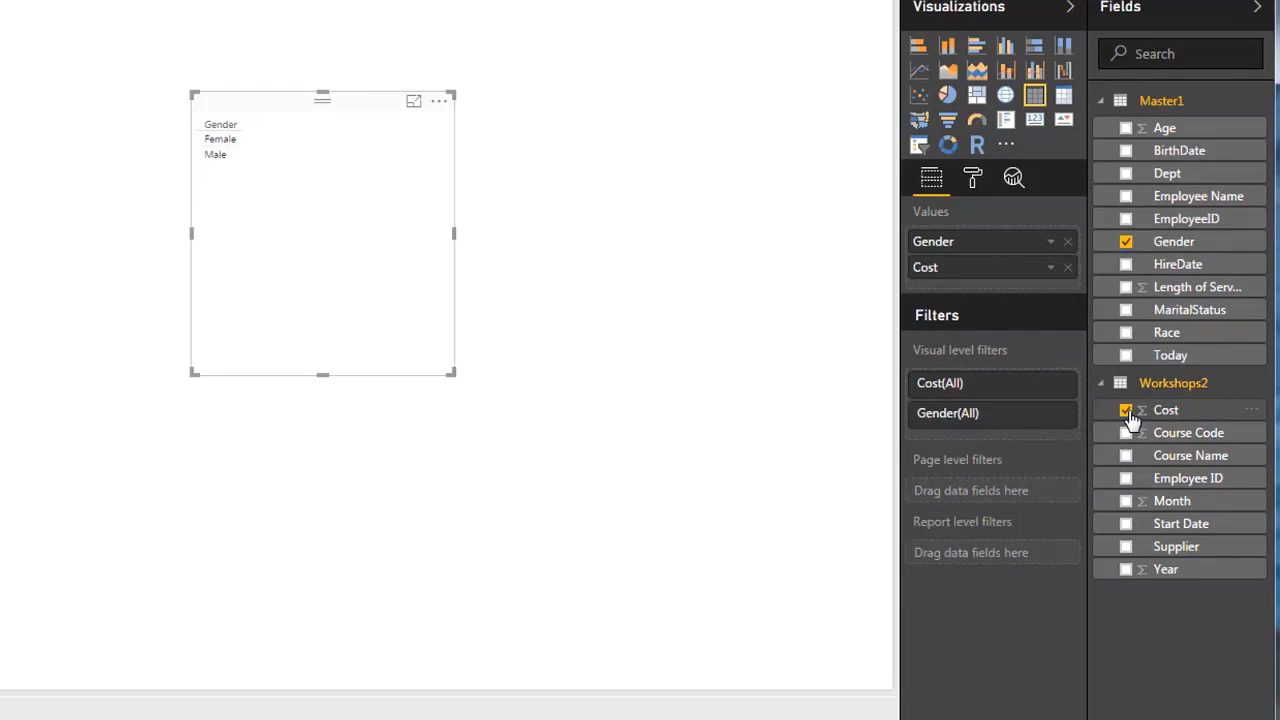 Visualizations
Fields
Search
Gender
Female
Male
R
123
Values
Gender
Cost
Filters
Visual level filters
Cost(All)
Gender(All)
Page level filters
Drag data fields here
Report level filters
Drag data fields here
Master1
Age
BirthDate
Dept
Employee Name
EmployeeID
Gender
HireDate
Length of Serv...
MaritalStatus
Race
Today
Workshops2
Cost
Course Code
Course Name
Employee ID
Month
Start Date
Supplier
Year